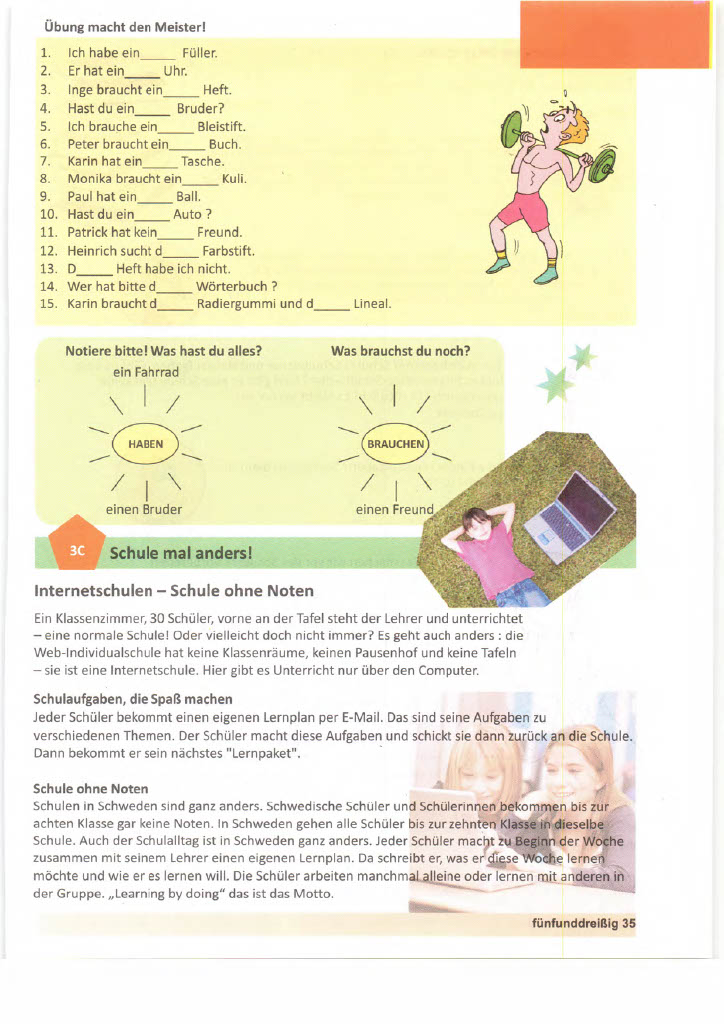 Übung macht den Meister!
1. Ich habe ein_____ Füller.
2. Er hat ein_____ Uhr.
3. Inge braucht ein_____ Heft.
4. Hast du ein_____ Bruder?
5. Ich brauche ein_____ Bleistift.
6. Peter braucht ein_____ Buch.
7. Karin hat ein_____ Tasche.
8. Monika braucht ein_____ Kuli.
9. Paul hat ein_____ Ball.
10. Hast du ein_____ Auto ?
11. Patrick hat kein_____ Freund.
12. Heinrich sucht d_____ Farbstift.
13. D_____ Heft habe ich nicht.
14. Wer hat bitte d_____ Wörterbuch ?
15. Karin braucht d_____ Radiergummi und d_____ Lineal.
Notiere bitte! Was hast du alles?
ein Fahrrad
HABEN
einen Bruder
Was brauchst du noch?
BRAUCHEN
einen Freund
3C Schule mal anders!
Internetschulen – Schule ohne Noten
Ein Klassenzimmer, 30 Schüler, vorne an der Tafel steht der Lehrer und unterrichtet
– eine normale Schule! Oder vielleicht doch nicht immer? Es geht auch anders : die
Web-Individualschule hat keine Klassenräume, keinen Pausenhof und keine Tafeln
– sie ist eine Internetschule. Hier gibt es Unterricht nur über den Computer.
Schulaufgaben, die Spaß machen
Jeder Schüler bekommt einen eigenen Lernplan per E-Mail. Das sind seine Aufgaben zu
verschiedenen Themen. Der Schüler macht diese Aufgaben und schickt sie dann zurück an die Schule.
Dann bekommt er sein nächstes "Lernpaket".
Schule ohne Noten
Schulen in Schweden sind ganz anders. Schwedische Schüler und Schülerinnen bekommen bis zur
achten Klasse gar keine Noten. In Schweden gehen alle Schüler bis zur zehnten Klasse in dieselbe
Schule. Auch der Schulalltag ist in Schweden ganz anders. Jeder Schüler macht zu Beginn der Woche
zusammen mit seinem Lehrer einen eigenen Lernplan. Da schreibt er, was er diese Woche lernen
möchte und wie er es lernen will. Die Schüler arbeiten manchmal alleine oder lernen mit anderen in
der Gruppe. „Learning by doing“ das ist das Motto.
fünfunddreißig 35